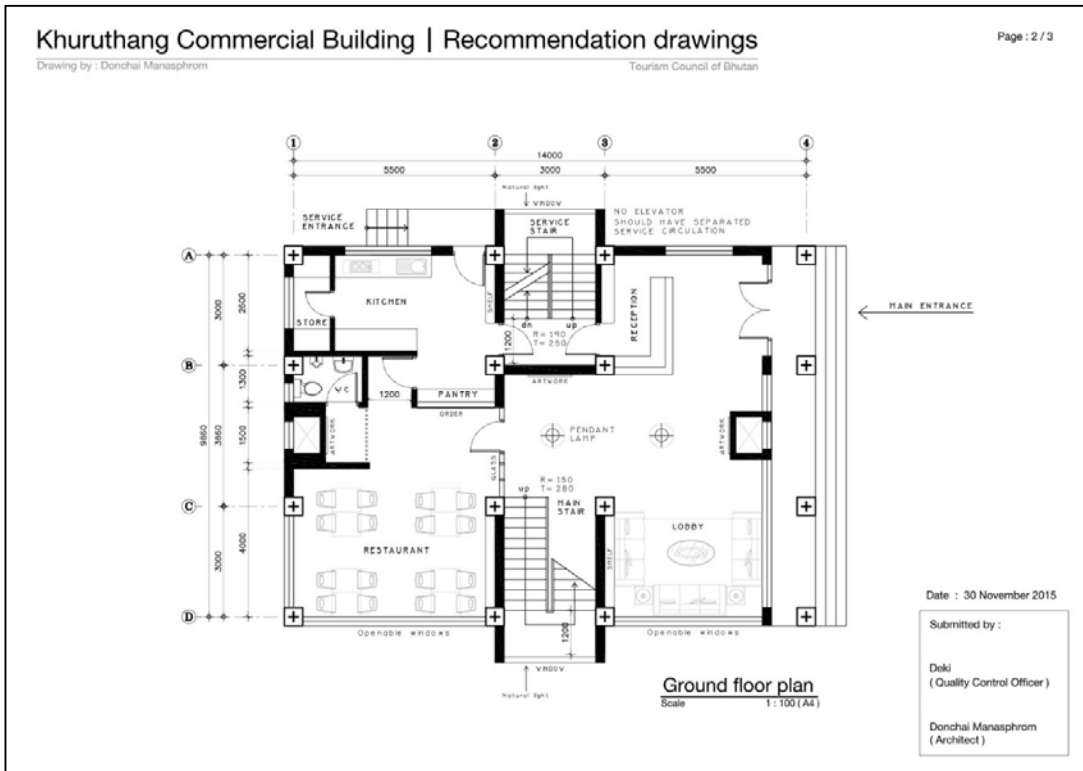 Khuruthang Commercial Building | Recommendation drawings
Page : 2 / 3
Drawing by : Donchai Manasphrom
Tourism Council of Bhutan
1
2
3
4
14000
5500
3000
5500
Natural light
WINDOW
SERVICE
ENTRANCE
SERVICE
STAIR
NO ELEVATOR
SHOULD HAVE SEPARATED
SERVICE CIRCULATION
A
3000
2600
KITCHEN
SHELF
STORE
dn
up
R=190
T=250
1200
RECEPTION
MAIN ENTRANCE
B
1300
WC
1200
PANTRY
ORDER
ARTWORK
9860
3860
1500
ARTWORK
PENDANT
LAMP
ARTWORK
GLASS
R=150
T=280
up
MAIN
STAIR
C
LOBBY
RESTAURANT
SHELF
3000
4000
D
1200
Openable windows
Openable windows
WINDOW
Natural light
Ground floor plan
Scale
1 : 100 ( A4 )
Date : 30 November 2015
Submitted by :
Deki
( Quality Control Officer )
Donchai Manasphrom
( Architect )